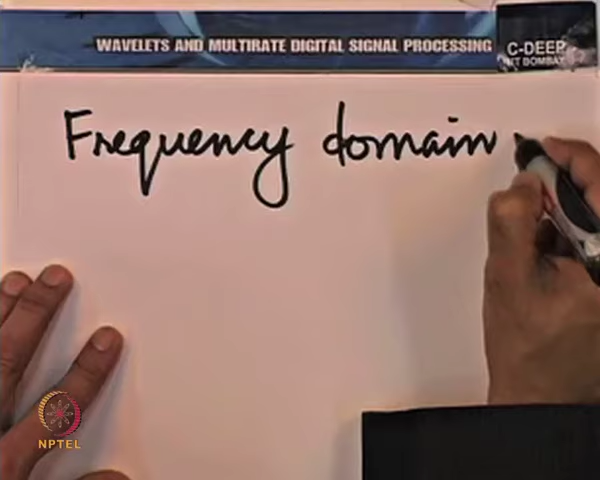 WAVELETS AND MULTIRATE DIGITAL SIGNAL PROCESSING
C-DEEP
IIT BOMBAY
Frequency domain
NPTEL